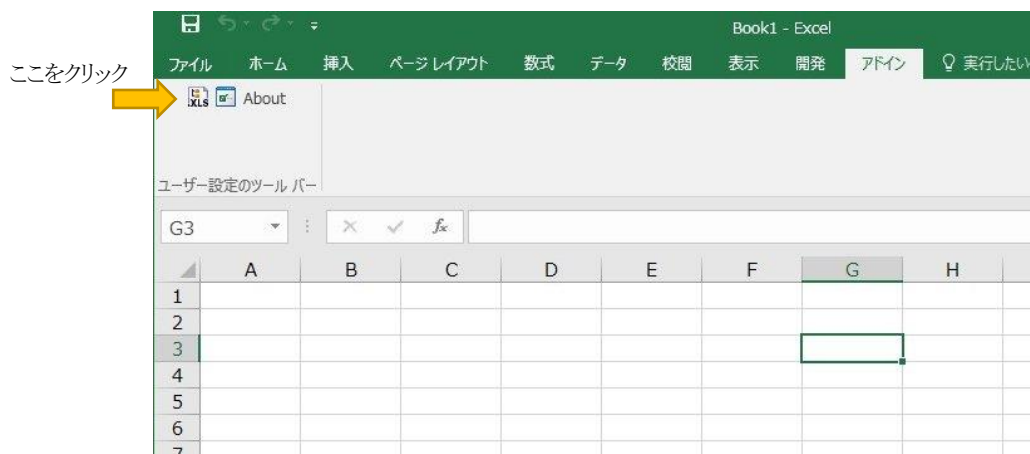 Book1 - Excel
ファイル ホーム 挿入 ページ レイアウト 数式 データ 校閲 表示 開発 アドイン 実行したい
ここをクリック
XLS About
ユーザー設定のツール バー
G3 fx
A B C D E F G H
1
2
3
4
5
6
7